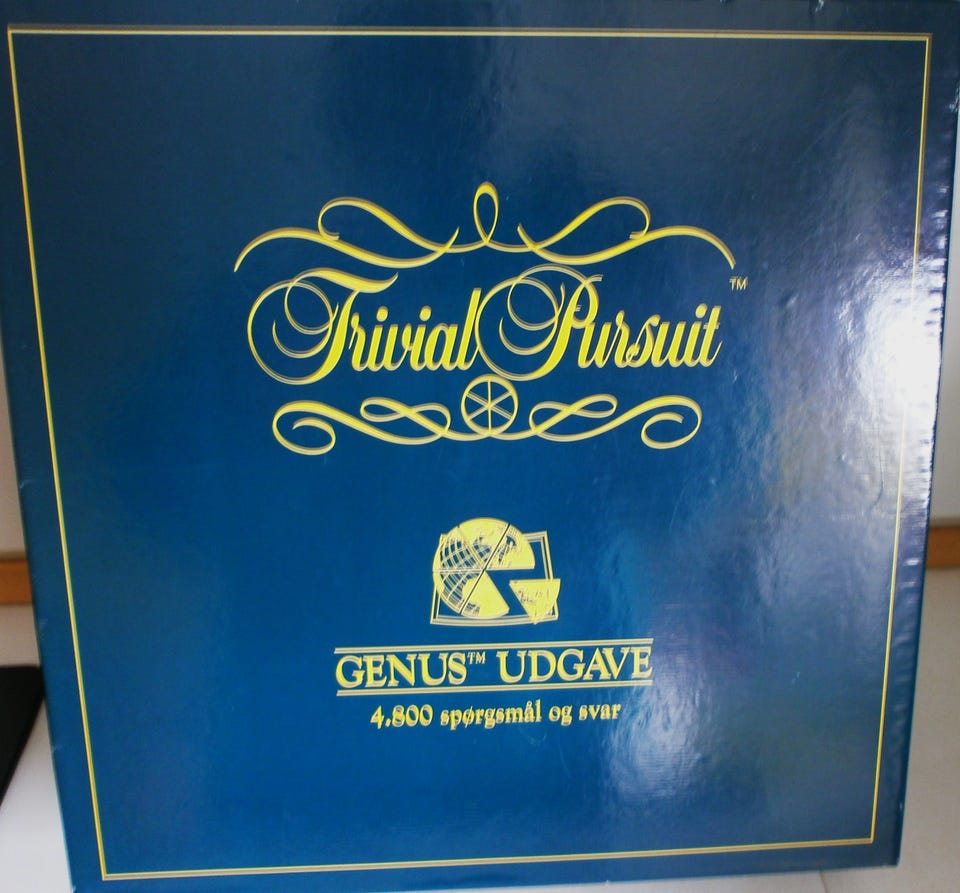 Trivial Pursuit™
GENUS™ UDGAVE
4.800 spørgsmål og svar